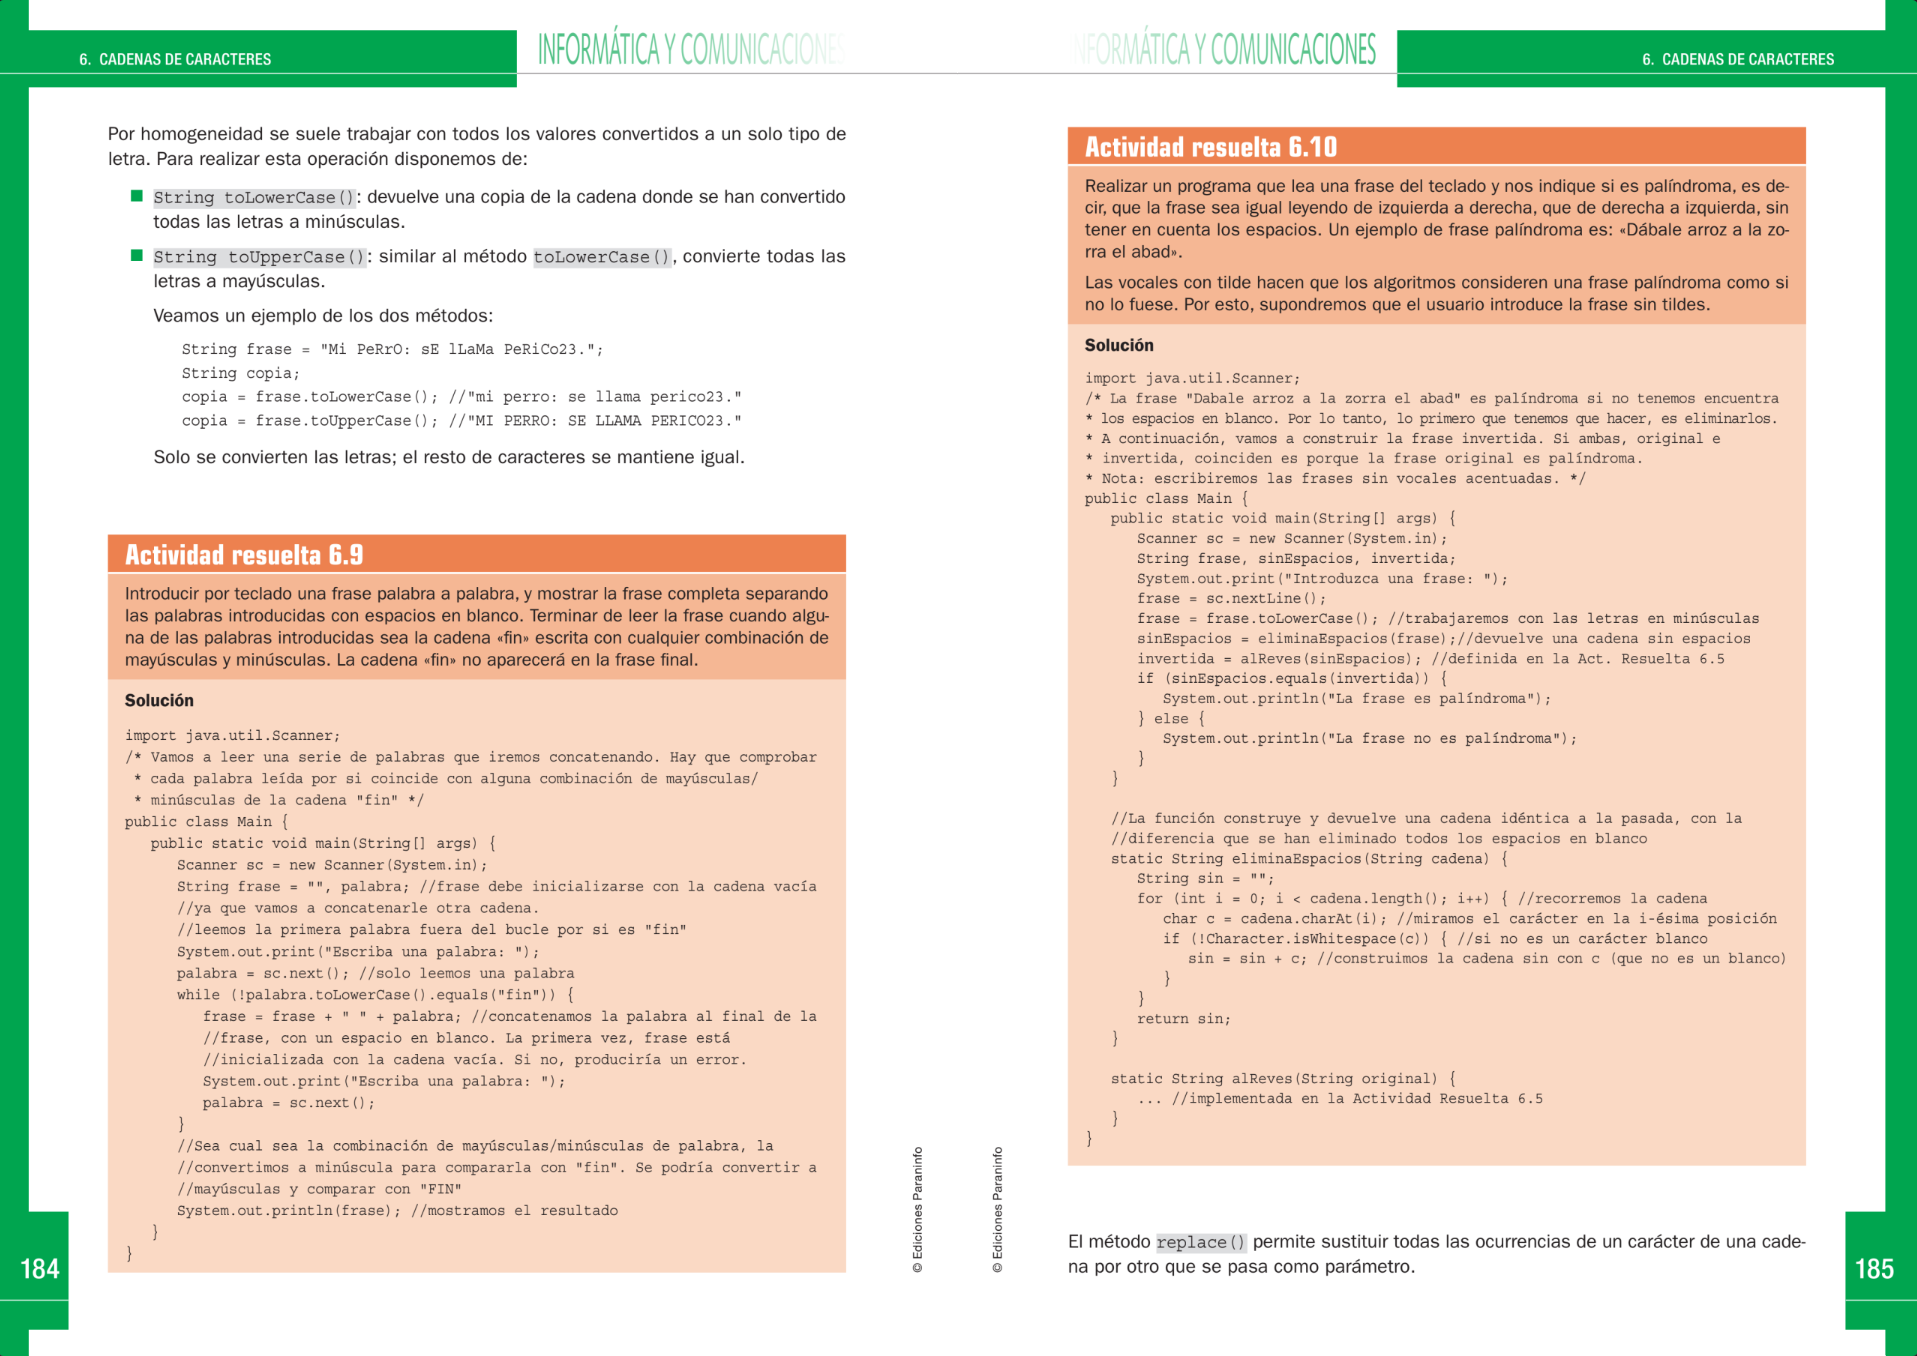 6. CADENAS DE CARACTERES
INFORMÁTICA Y COMUNICACIONES
Por homogeneidad se suele trabajar con todos los valores convertidos a un solo tipo de
letra. Para realizar esta operación disponemos de:
■ String toLowerCase(): devuelve una copia de la cadena donde se han convertido
todas las letras a minúsculas.
■ String toUpperCase(): similar al método toLowerCase(), convierte todas las
letras a mayúsculas.
Veamos un ejemplo de los dos métodos:
String frase = "Mi PeRrO: sE lLaMa PeRiCo23.";
String copia;
copia = frase.toLowerCase(); //"mi perro: se llama perico23."
copia = frase.toUpperCase(); //"MI PERRO: SE LLAMA PERICO23."
Solo se convierten las letras; el resto de caracteres se mantiene igual.
Actividad resuelta 6.9
Introducir por teclado una frase palabra a palabra, y mostrar la frase completa separando
las palabras introducidas con espacios en blanco. Terminar de leer la frase cuando algu-
na de las palabras introducidas sea la cadena «fin» escrita con cualquier combinación de
mayúsculas y minúsculas. La cadena «fin» no aparecerá en la frase final.
Solución
import java.util.Scanner;
/* Vamos a leer una serie de palabras que iremos concatenando. Hay que comprobar
* cada palabra leída por si coincide con alguna combinación de mayúsculas/
* minúsculas de la cadena "fin" */
public class Main {
public static void main(String[] args) {
Scanner sc = new Scanner(System.in);
String frase = "", palabra; //frase debe inicializarse con la cadena vacía
//ya que vamos a concatenarle otra cadena.
//leemos la primera palabra fuera del bucle por si es "fin"
System.out.print("Escriba una palabra: ");
palabra = sc.next(); //solo leemos una palabra
while (!palabra.toLowerCase().equals("fin")) {
frase = frase + " " + palabra; //concatenamos la palabra al final de la
//frase, con un espacio en blanco. La primera vez, frase está
//inicializada con la cadena vacía. Si no, produciría un error.
System.out.print("Escriba una palabra: ");
palabra = sc.next();
}
//Sea cual sea la combinación de mayúsculas/minúsculas de palabra, la
//convertimos a minúscula para compararla con "fin". Se podría convertir a
//mayúsculas y comparar con "FIN"
System.out.println(frase); //mostramos el resultado
}
}
184
© Ediciones Paraninfo
INFORMÁTICA Y COMUNICACIONES
6. CADENAS DE CARACTERES
Actividad resuelta 6.10
Realizar un programa que lea una frase del teclado y nos indique si es palíndroma, es de-
cir, que la frase sea igual leyendo de izquierda a derecha, que de derecha a izquierda, sin
tener en cuenta los espacios. Un ejemplo de frase palíndroma es: «Dábale arroz a la zo-
rra el abad».
Las vocales con tilde hacen que los algoritmos consideren una frase palíndroma como si
no lo fuese. Por esto, supondremos que el usuario introduce la frase sin tildes.
Solución
import java.util.Scanner;
/* La frase "Dabale arroz a la zorra el abad" es palíndroma si no tenemos encuentra
* los espacios en blanco. Por lo tanto, lo primero que tenemos que hacer, es eliminarlos.
* A continuación, vamos a construir la frase invertida. Si ambas, original e
* invertida, coinciden es porque la frase original es palíndroma.
* Nota: escribiremos las frases sin vocales acentuadas. */
public class Main {
public static void main(String[] args) {
Scanner sc = new Scanner(System.in);
String frase, sinEspacios, invertida;
System.out.print("Introduzca una frase: ");
frase = sc.nextLine();
frase = frase.toLowerCase(); //trabajaremos con las letras en minúsculas
sinEspacios = eliminaEspacios(frase);//devuelve una cadena sin espacios
invertida = alReves(sinEspacios); //definida en la Act. Resuelta 6.5
if (sinEspacios.equals(invertida)) {
System.out.println("La frase es palíndroma");
} else {
System.out.println("La frase no es palíndroma");
}
}
//La función construye y devuelve una cadena idéntica a la pasada, con la
//diferencia que se han eliminado todos los espacios en blanco
static String eliminaEspacios(String cadena) {
String sin = "";
for (int i = 0; i < cadena.length(); i++) { //recorremos la cadena
char c = cadena.charAt(i); //miramos el carácter en la i-ésima posición
if (!Character.isWhitespace(c)) { //si no es un carácter blanco
sin = sin + c; //construimos la cadena sin con c (que no es un blanco)
}
}
return sin;
}
static String alReves(String original) {
... //implementada en la Actividad Resuelta 6.5
}
}
El método replace() permite sustituir todas las ocurrencias de un carácter de una cade-
na por otro que se pasa como parámetro.
© Ediciones Paraninfo
185